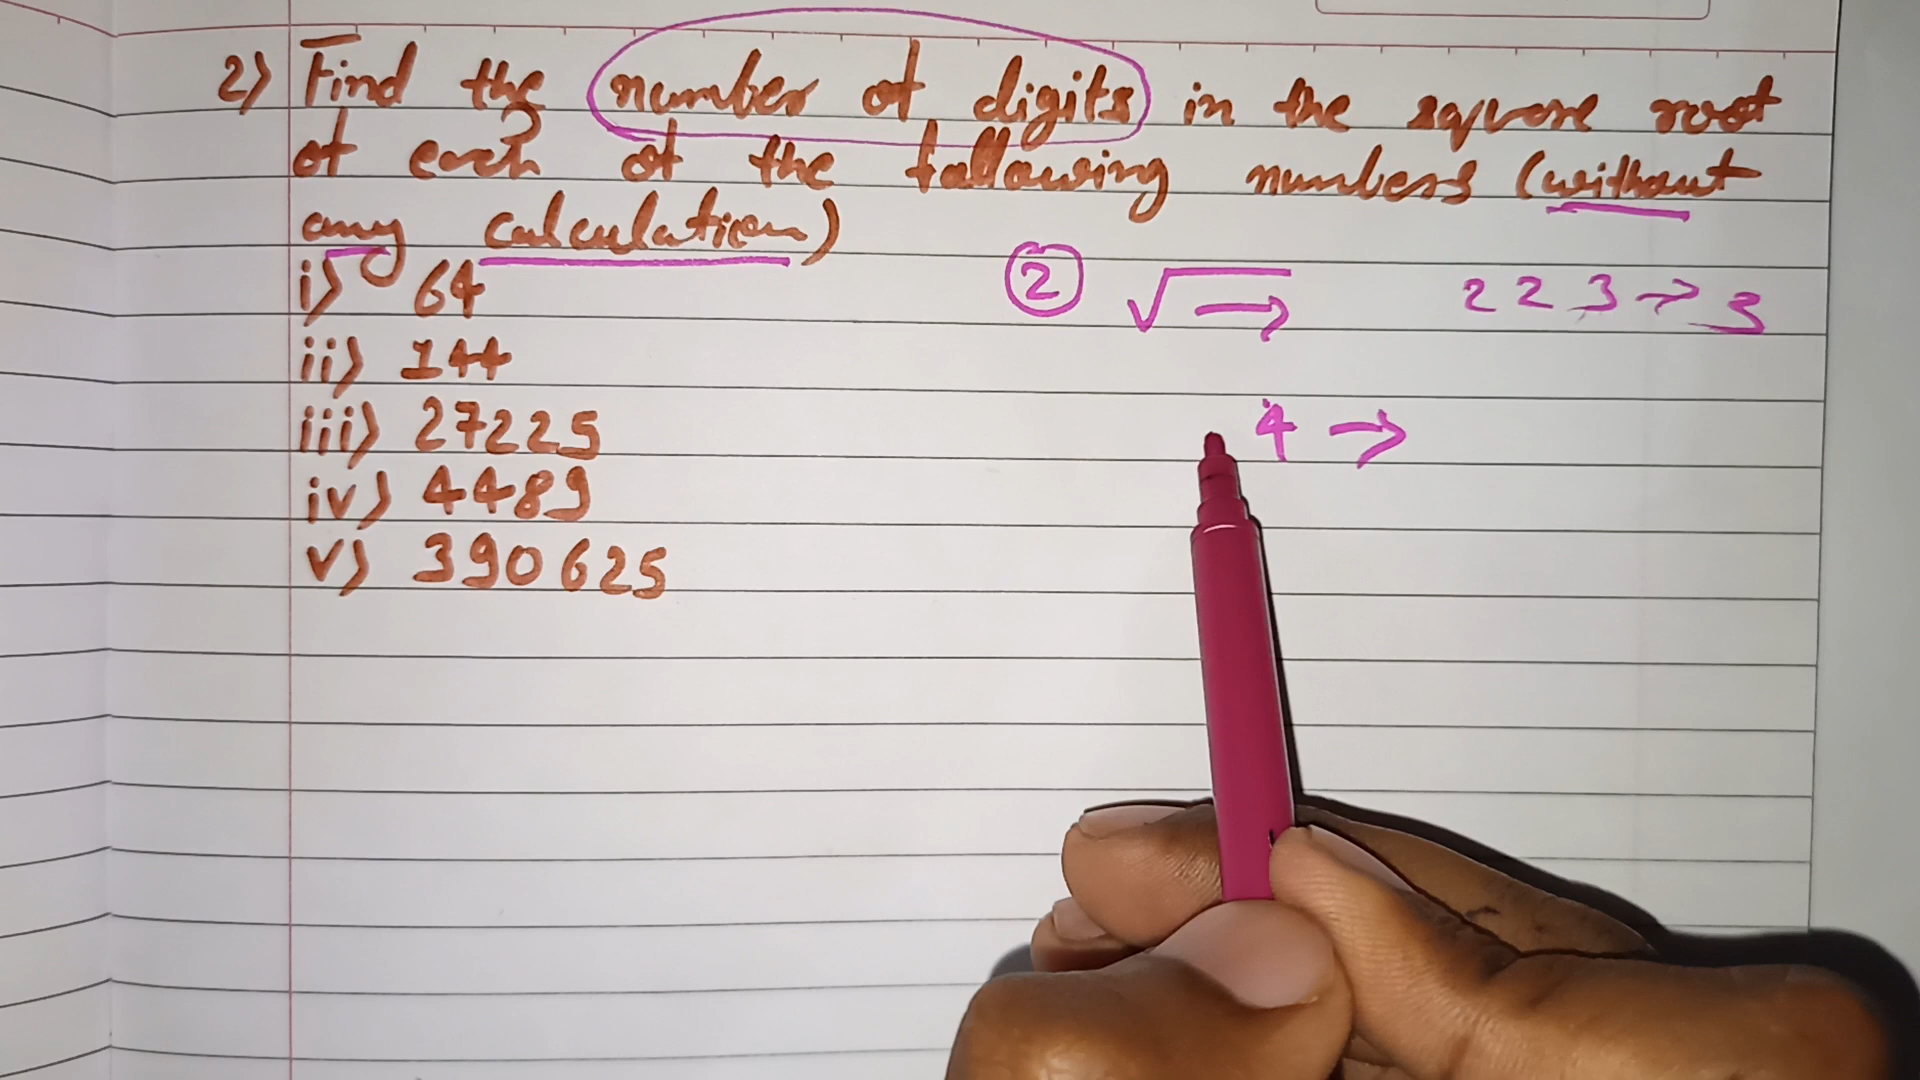 2) Find the number of digits in the square root
of each of the following numbers (without
any calculation)
i) 64
② √→ 2 2 3 → 3
ii) 144
iii) 27225
4 →
iv) 4489
v) 390625